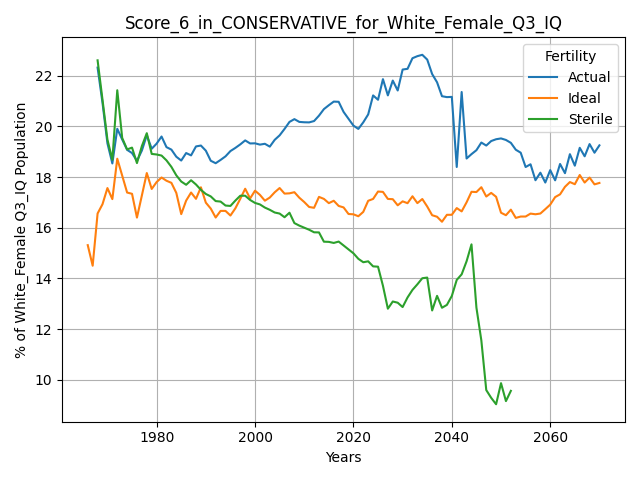 Score_6_in_CONSERVATIVE_for_White_Female_Q3_IQ
% of White_Female Q3_IQ Population
22
20
18
16
14
12
10
1980
2000
2020
2040
2060
Years
Fertility
Actual
Ideal
Sterile